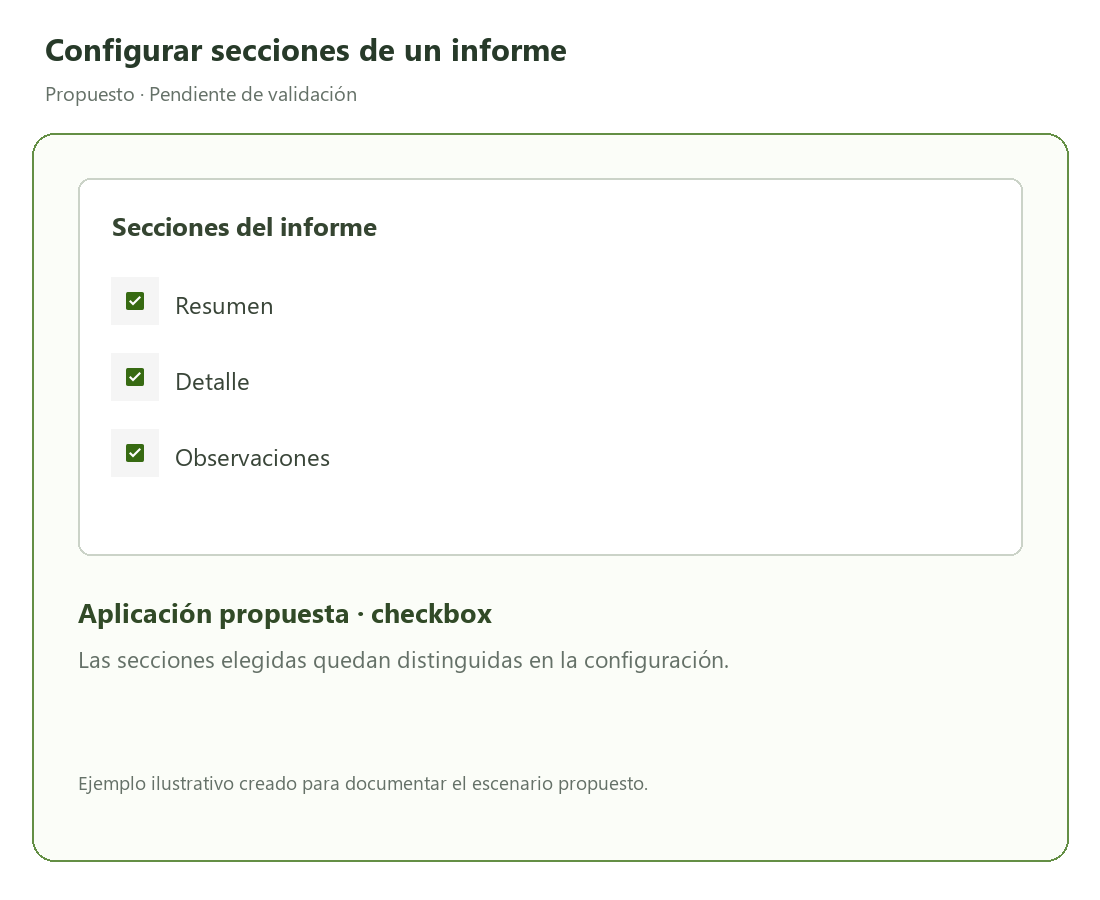 Configurar secciones de un informe
Propuesto · Pendiente de validación
Secciones del informe
Resumen
Detalle
Observaciones
Aplicación propuesta · checkbox
Las secciones elegidas quedan distinguidas en la configuración.
Ejemplo ilustrativo creado para documentar el escenario propuesto.